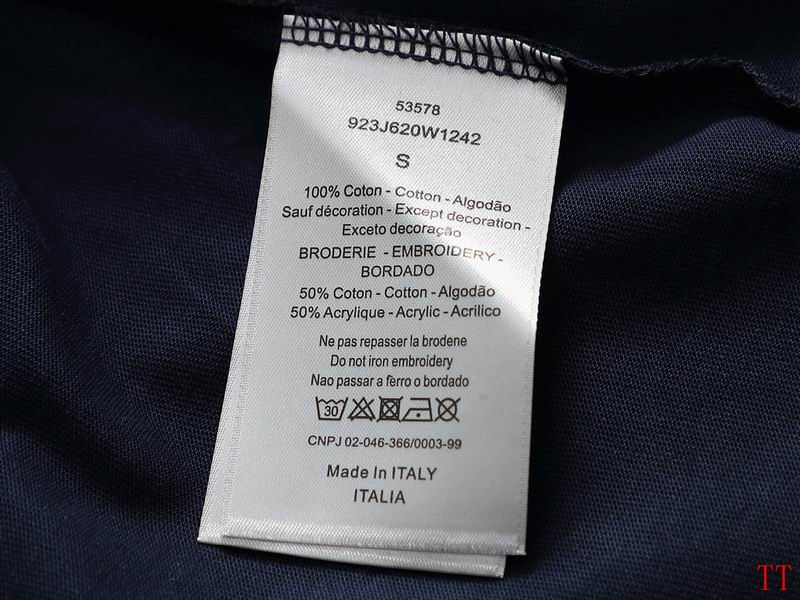 53578
923J620W1242
S
100% Coton - Cotton - Algodão
Sauf décoration - Except decoration -
Exceto decoração
BRODERIE - EMBROIDERY -
BORDADO
50% Coton - Cotton - Algodão
50% Acrylique - Acrylic - Acrilico
Ne pas repasser la brodene
Do not iron embroidery
Nao passar a ferro o bordado
30
CNPJ 02-046-366/0003-99
Made In ITALY
ITALIA
TT